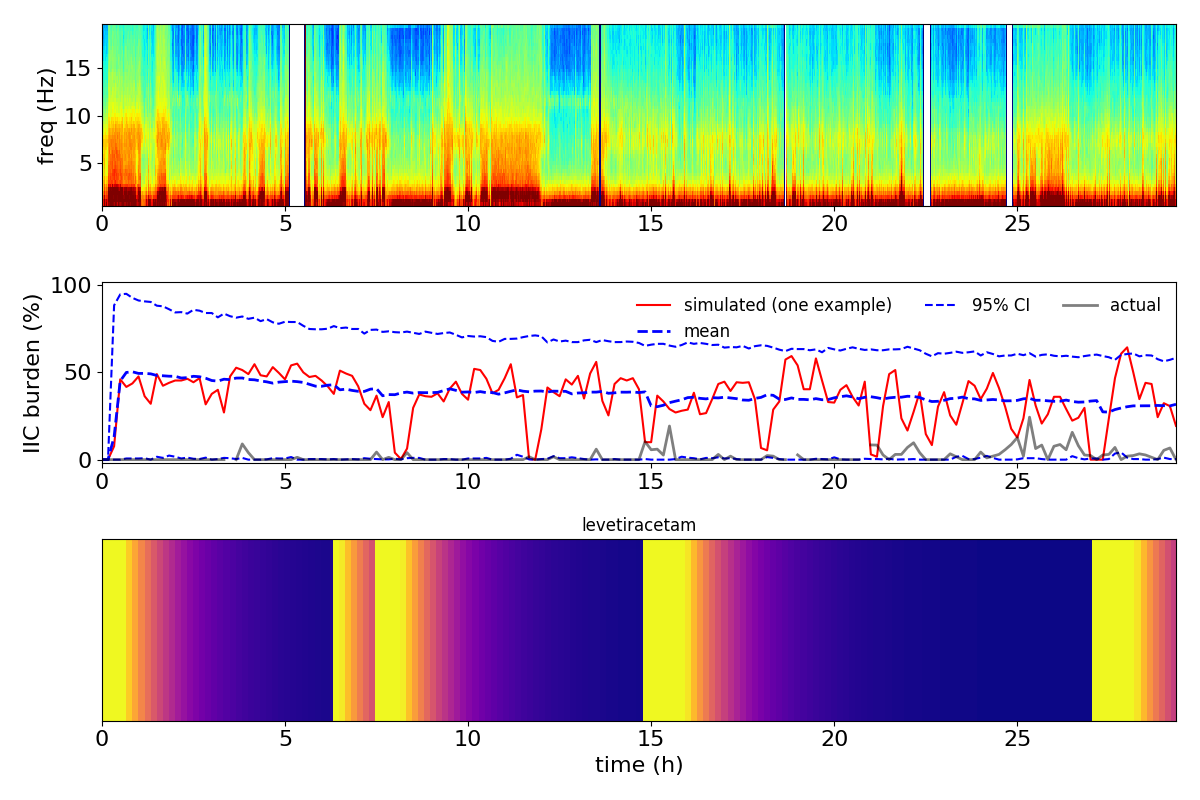 freq (Hz)
15
10
5
0 5 10 15 20 25
IIC burden (%)
100
50
0
simulated (one example)
mean
95% CI
actual
0 5 10 15 20 25
levetiracetam
0 5 10 15 20 25
time (h)